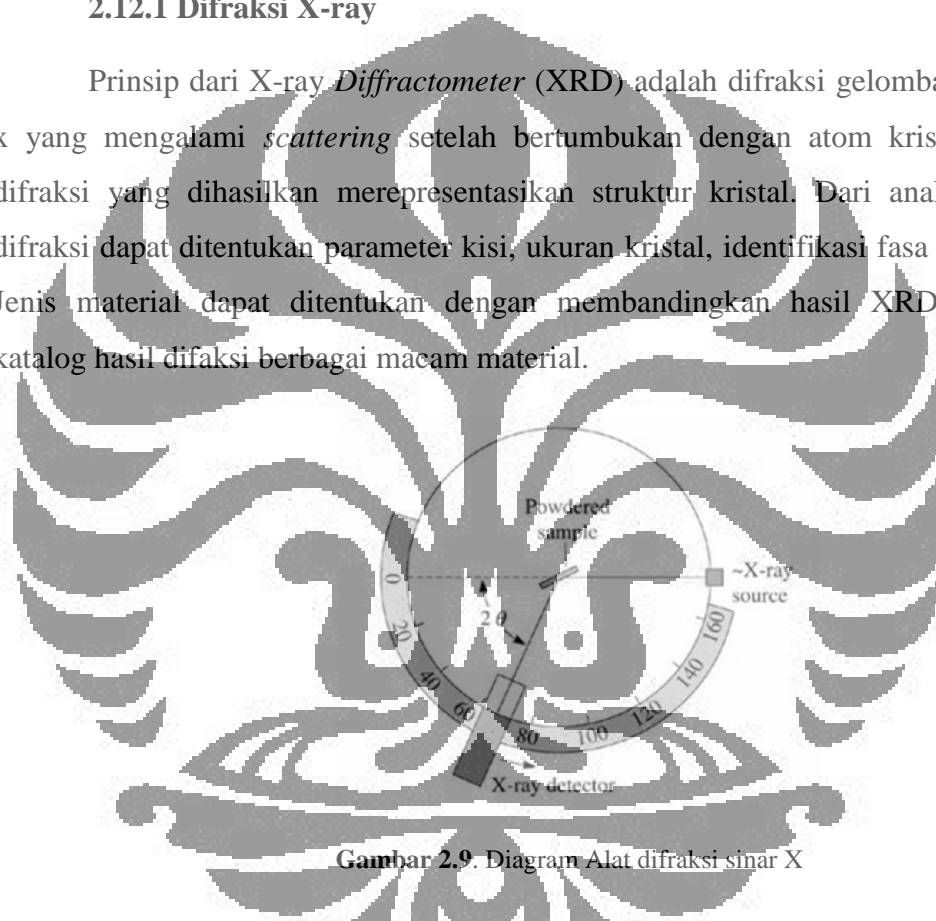 2.12.1 Difraksi X-ray
Prinsip dari X-ray Diffractometer (XRD) adalah difraksi gelomba
x yang mengalami scattering setelah bertumbukan dengan atom kris
difraksi yang dihasilkan merepresentasikan struktur kristal. Dari anal
difraksi dapat ditentukan parameter kisi, ukuran kristal, identifikasi fasa
Jenis material dapat ditentukan dengan membandingkan hasil XRD
katalog hasil difaksi berbagai macam material.
Powdered
sample
~X-ray
source
2 θ
0
20
40
60
80
100
120
140
160
X-ray detector
Gambar 2.9. Diagram Alat difraksi sinar X